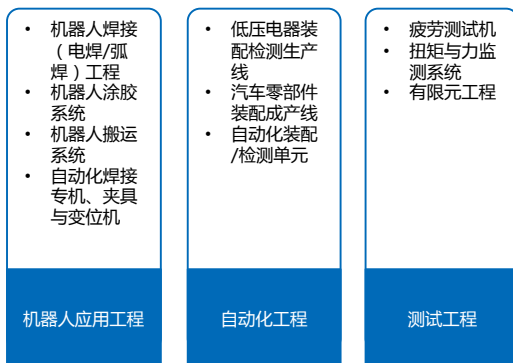 • 机器人焊接
（电焊/弧
焊）工程
• 机器人涂胶
系统
• 机器人搬运
系统
• 自动化焊接
专机、夹具
与变位机
机器人应用工程
• 低压电器装
配检测生产
线
• 汽车零部件
装配成产线
• 自动化装配
/检测单元
自动化工程
• 疲劳测试机
• 扭矩与力监
测系统
• 有限元工程
测试工程